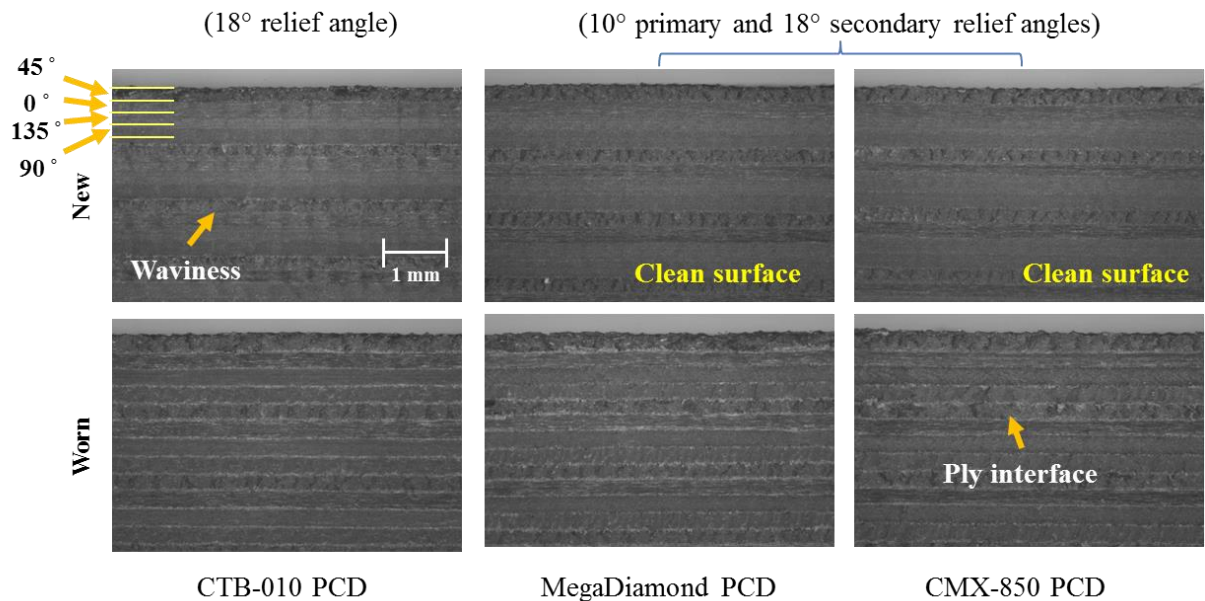 (18° relief angle)
(10° primary and 18° secondary relief angles)
45°
0°
135°
90°
New
Waviness
1 mm
Clean surface
Clean surface
Worn
Ply interface
CTB-010 PCD
MegaDiamond PCD
CMX-850 PCD